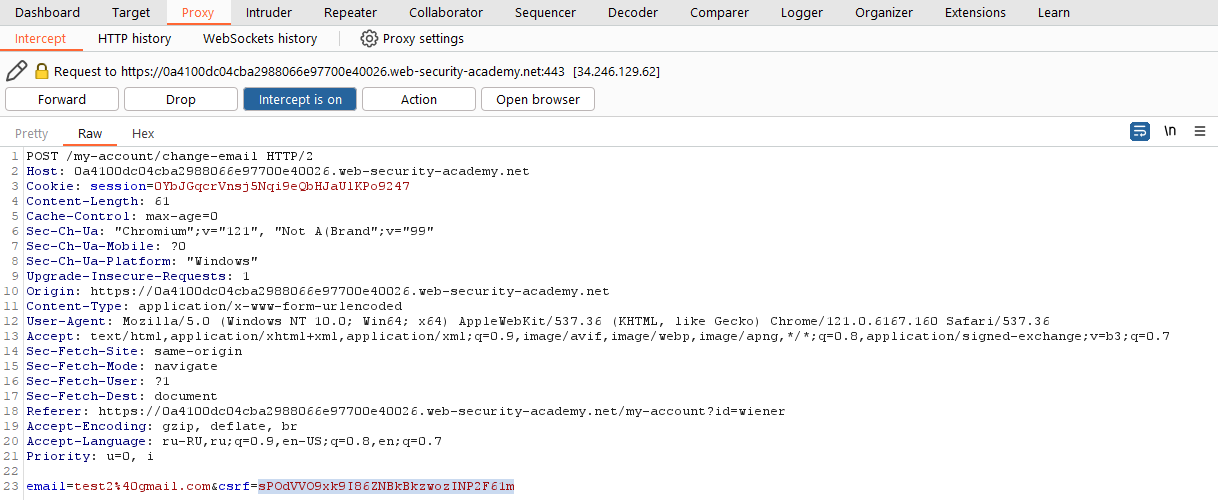 Dashboard Target Proxy Intruder Repeater Collaborator Sequencer Decoder Comparer Logger Organizer Extensions Learn
Intercept HTTP history WebSockets history Proxy settings
Request to https://0a4100dc04cba2988066e97700e40026.web-security-academy.net:443 [34.246.129.62]
Forward Drop Intercept is on Action Open browser
Pretty Raw Hex \n
1 POST /my-account/change-email HTTP/2
2 Host: 0a4100dc04cba2988066e97700e40026.web-security-academy.net
3 Cookie: session=0YbJGqcrVnsj5Nqi9eQbHJaUlKPo9247
4 Content-Length: 61
5 Cache-Control: max-age=0
6 Sec-Ch-Ua: "Chromium";v="121", "Not A(Brand";v="99"
7 Sec-Ch-Ua-Mobile: ?0
8 Sec-Ch-Ua-Platform: "Windows"
9 Upgrade-Insecure-Requests: 1
10 Origin: https://0a4100dc04cba2988066e97700e40026.web-security-academy.net
11 Content-Type: application/x-www-form-urlencoded
12 User-Agent: Mozilla/5.0 (Windows NT 10.0; Win64; x64) AppleWebKit/537.36 (KHTML, like Gecko) Chrome/121.0.6167.160 Safari/537.36
13 Accept: text/html,application/xhtml+xml,application/xml;q=0.9,image/avif,image/webp,image/apng,*/*;q=0.8,application/signed-exchange;v=b3;q=0.7
14 Sec-Fetch-Site: same-origin
15 Sec-Fetch-Mode: navigate
16 Sec-Fetch-User: ?1
17 Sec-Fetch-Dest: document
18 Referer: https://0a4100dc04cba2988066e97700e40026.web-security-academy.net/my-account?id=wiener
19 Accept-Encoding: gzip, deflate, br
20 Accept-Language: ru-RU,ru;q=0.9,en-US;q=0.8,en;q=0.7
21 Priority: u=0, i
22
23 email=test2%40gmail.com&csrf=sPOdVVO9xk9I86ZNBkBkzwozINP2F61m